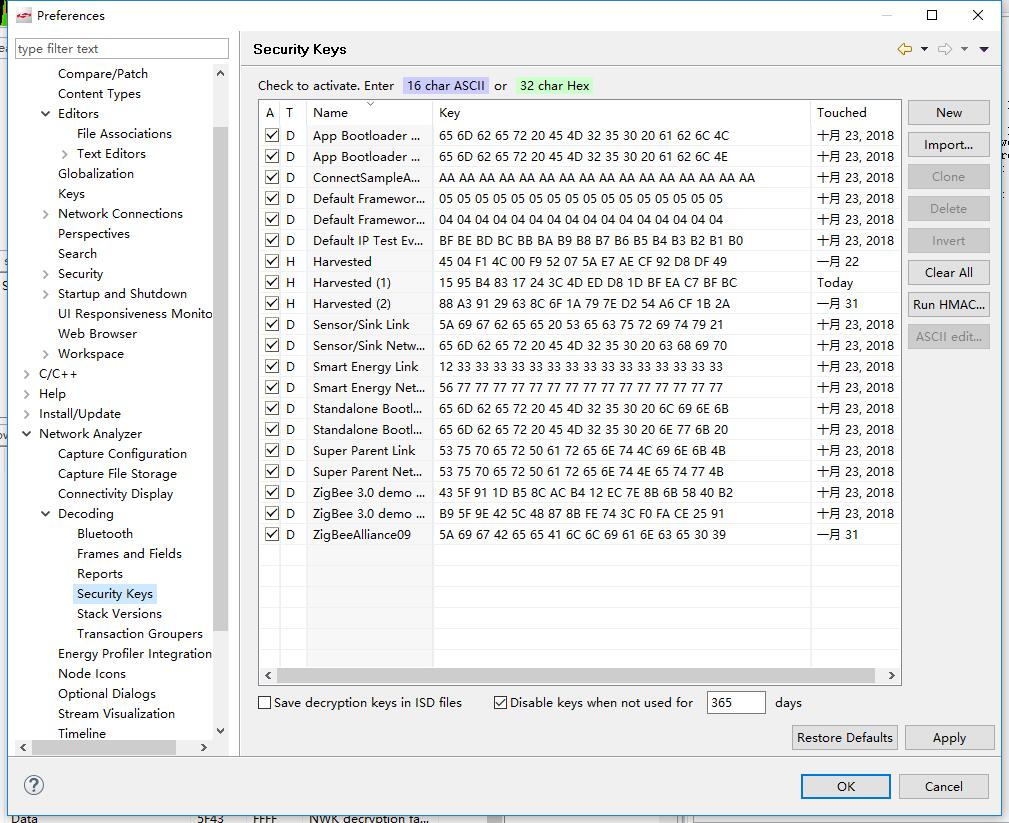 Preferences
type filter text
Compare/Patch
Content Types
Editors
File Associations
Text Editors
Globalization
Keys
Network Connections
Perspectives
Search
Security
Startup and Shutdown
UI Responsiveness Monito
Web Browser
Workspace
C/C++
Help
Install/Update
Network Analyzer
Capture Configuration
Capture File Storage
Connectivity Display
Decoding
Bluetooth
Frames and Fields
Reports
Security Keys
Stack Versions
Transaction Groupers
Energy Profiler Integration
Node Icons
Optional Dialogs
Stream Visualization
Timeline
Security Keys
Check to activate. Enter 16 char ASCII or 32 char Hex
A T Name Key Touched
D App Bootloader ... 65 6D 62 65 72 20 45 4D 32 35 30 20 61 62 6C 4C 十月 23, 2018
D App Bootloader ... 65 6D 62 65 72 20 45 4D 32 35 30 20 61 62 6C 4E 十月 23, 2018
D ConnectSampleA... AA AA AA AA AA AA AA AA AA AA AA AA AA AA AA AA 十月 23, 2018
D Default Framewor... 05 05 05 05 05 05 05 05 05 05 05 05 05 05 05 05 十月 23, 2018
D Default Framewor... 04 04 04 04 04 04 04 04 04 04 04 04 04 04 04 04 十月 23, 2018
D Default IP Test Ev... BF BE BD BC BB BA B9 B8 B7 B6 B5 B4 B3 B2 B1 B0 十月 23, 2018
H Harvested 45 04 F1 4C 00 F9 52 07 5A E7 AE CF 92 D8 DF 49 一月 22
H Harvested (1) 15 95 B4 83 17 24 3C 4D ED D8 1D BF EA C7 BF BC Today
H Harvested (2) 88 A3 91 29 63 8C 6F 1A 79 7E D2 54 A6 CF 1B 2A 一月 31
D Sensor/Sink Link 5A 69 67 62 65 65 20 53 65 63 75 72 69 74 79 21 十月 23, 2018
D Sensor/Sink Netw... 65 6D 62 65 72 20 45 4D 32 35 30 20 63 68 69 70 十月 23, 2018
D Smart Energy Link 12 33 33 33 33 33 33 33 33 33 33 33 33 33 33 33 十月 23, 2018
D Smart Energy Net... 56 77 77 77 77 77 77 77 77 77 77 77 77 77 77 77 十月 23, 2018
D Standalone Bootl... 65 6D 62 65 72 20 45 4D 32 35 30 20 6C 69 6E 6B 十月 23, 2018
D Standalone Bootl... 65 6D 62 65 72 20 45 4D 32 35 30 20 6E 77 6B 20 十月 23, 2018
D Super Parent Link 53 75 70 65 72 50 61 72 65 6E 74 4C 69 6E 6B 4B 十月 23, 2018
D Super Parent Net... 53 75 70 65 72 50 61 72 65 6E 74 4E 65 74 77 4B 十月 23, 2018
D ZigBee 3.0 demo ... 43 5F 91 1D B5 8C AC B4 12 EC 7E 8B 6B 58 40 B2 十月 23, 2018
D ZigBee 3.0 demo ... B9 5F 9E 42 5C 48 87 8B FE 74 3C F0 FA CE 25 91 十月 23, 2018
D ZigBeeAlliance09 5A 69 67 42 65 65 41 6C 6C 69 61 6E 63 65 30 39 一月 31
New
Import...
Clone
Delete
Invert
Clear All
Run HMAC...
ASCII edit...
Save decryption keys in ISD files
Disable keys when not used for 365 days
Restore Defaults
Apply
?
OK
Cancel
Data 5F43 FFFF NWK decryption fa...